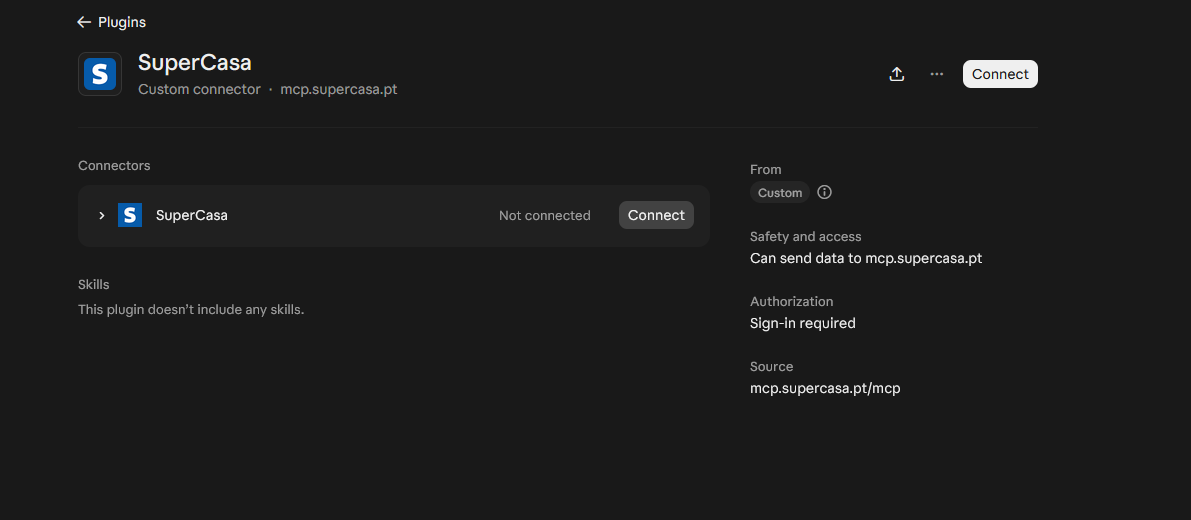 Plugins
S
SuperCasa
Custom connector · mcp.supercasa.pt
Connect
Connectors
S
SuperCasa
Not connected
Connect
Skills
This plugin doesn’t include any skills.
From
Custom
Safety and access
Can send data to mcp.supercasa.pt
Authorization
Sign-in required
Source
mcp.supercasa.pt/mcp